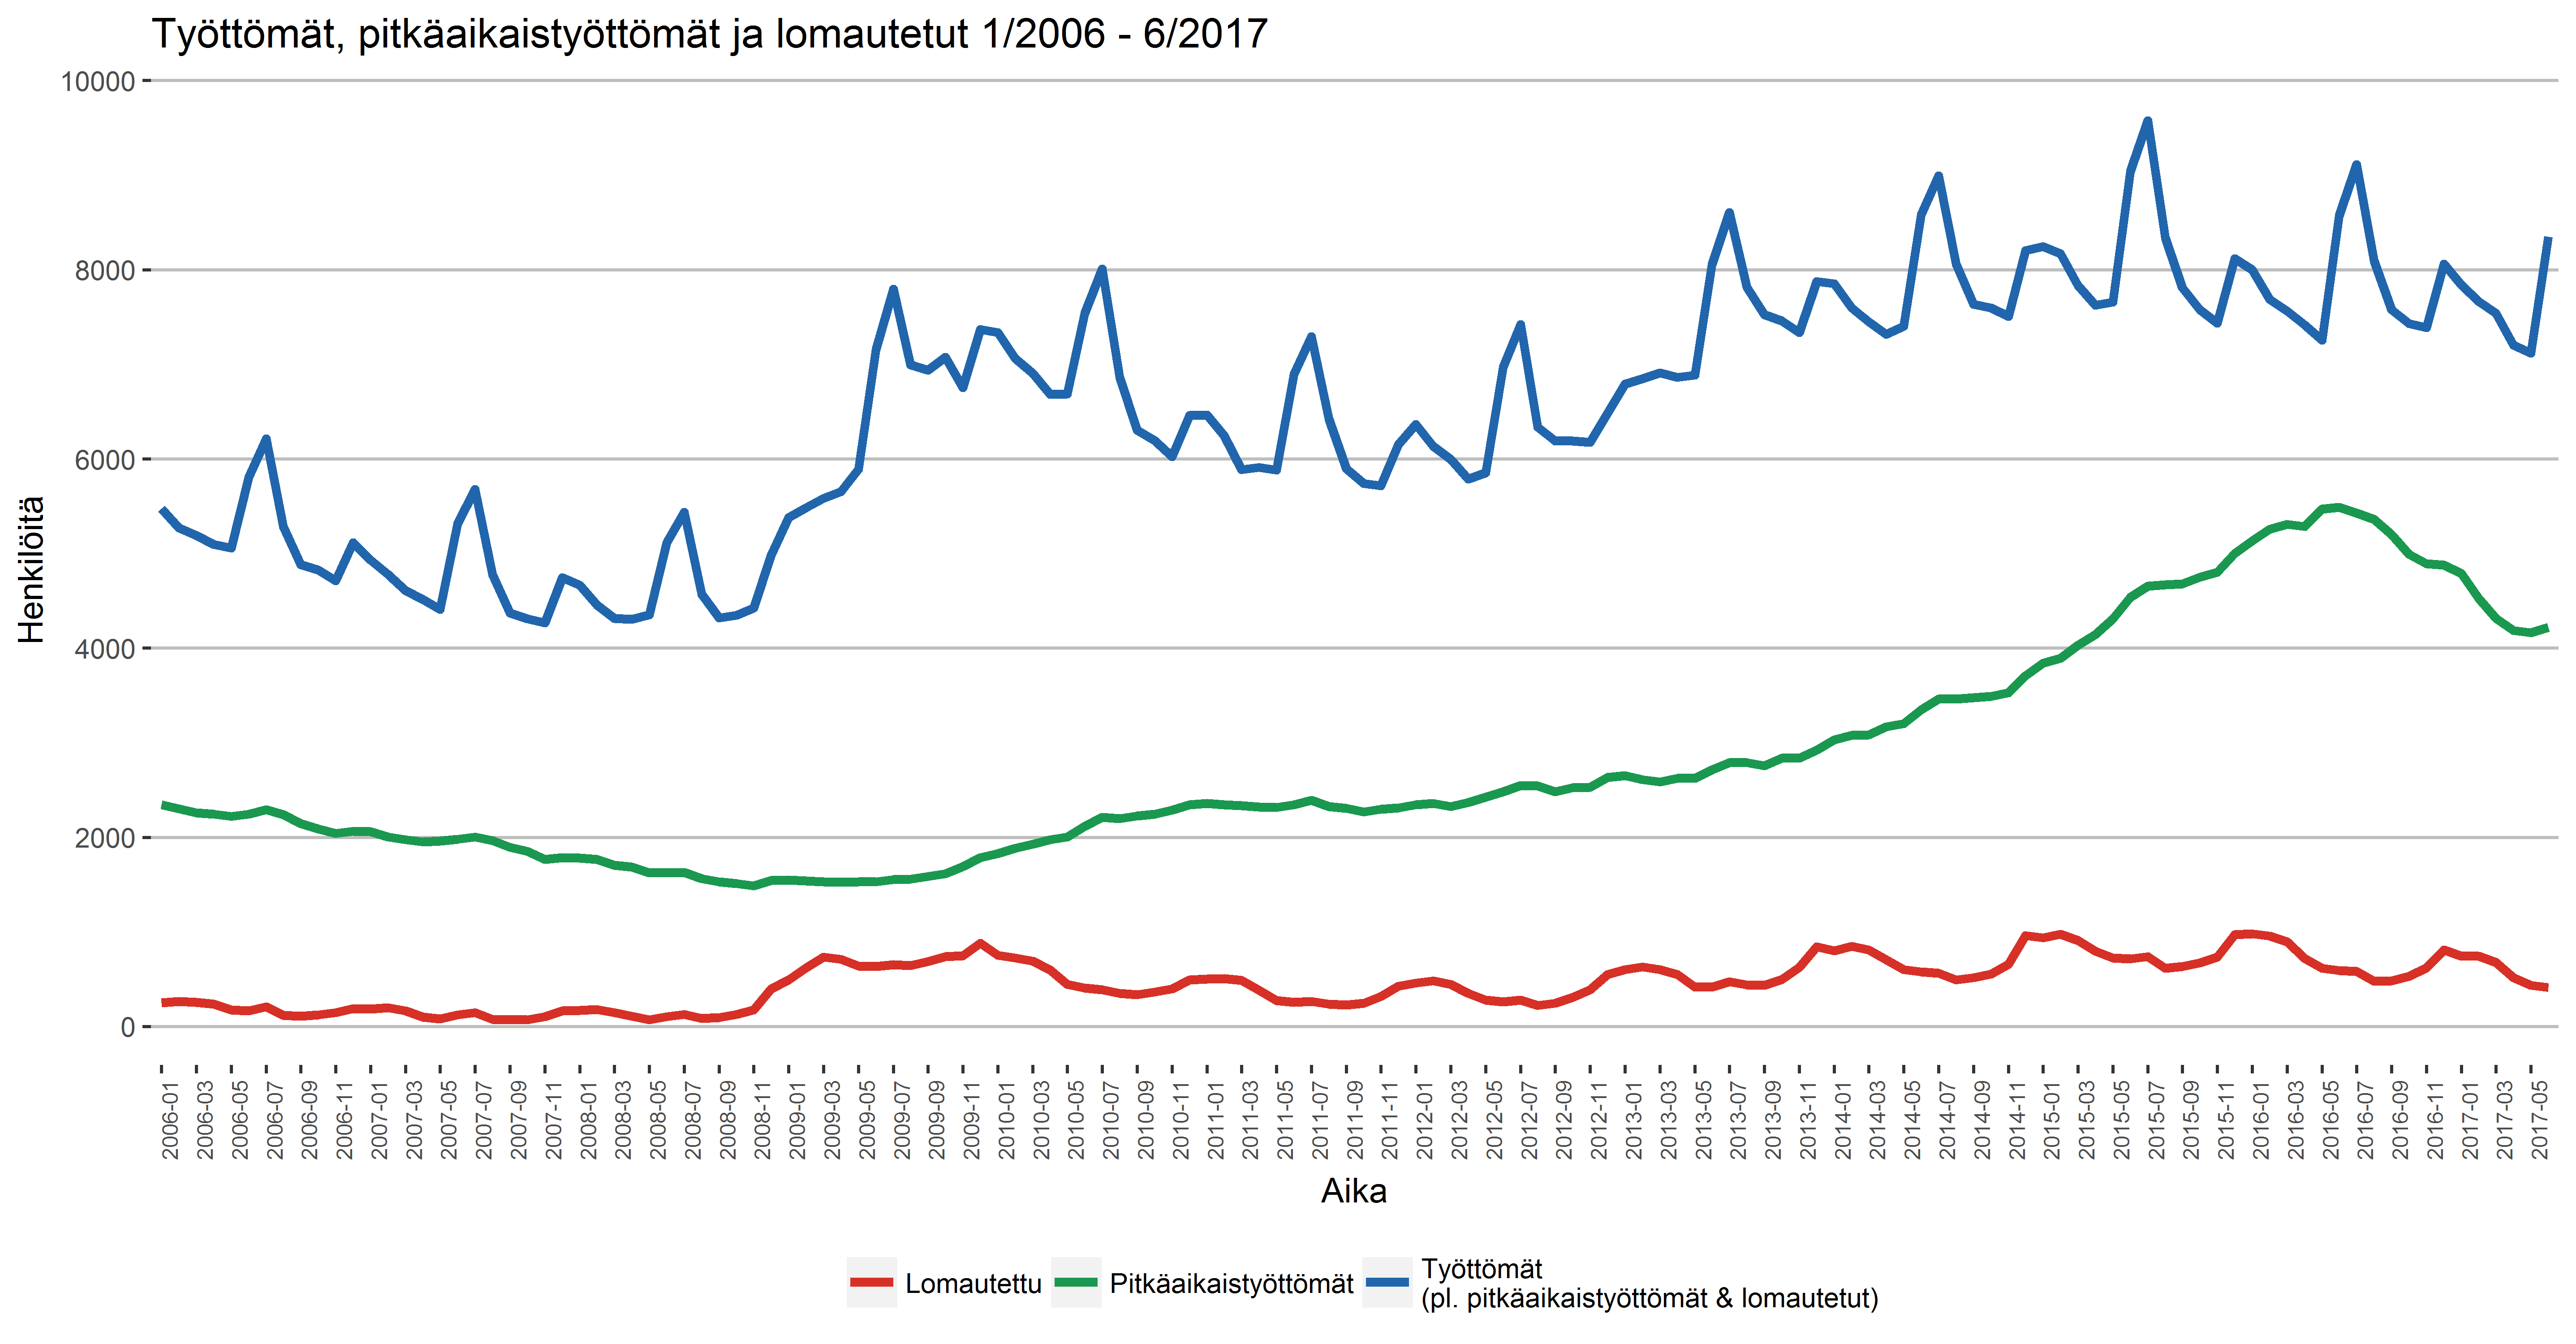 Työttömät, pitkäaikaistyöttömät ja lomautetut 1/2006 - 6/2017
Henkilöitä
10000
8000
6000
4000
2000
0
2006-01 2006-03 2006-05 2006-07 2006-09 2006-11 2007-01 2007-03 2007-05 2007-07 2007-09 2007-11 2008-01 2008-03 2008-05 2008-07 2008-09 2008-11 2009-01 2009-03 2009-05 2009-07 2009-09 2009-11 2010-01 2010-03 2010-05 2010-07 2010-09 2010-11 2011-01 2011-03 2011-05 2011-07 2011-09 2011-11 2012-01 2012-03 2012-05 2012-07 2012-09 2012-11 2013-01 2013-03 2013-05 2013-07 2013-09 2013-11 2014-01 2014-03 2014-05 2014-07 2014-09 2014-11 2015-01 2015-03 2015-05 2015-07 2015-09 2015-11 2016-01 2016-03 2016-05 2016-07 2016-09 2016-11 2017-01 2017-03 2017-05
Aika
Lomautettu
Pitkäaikaistyöttömät
Työttömät
(pl. pitkäaikaistyöttömät & lomautetut)